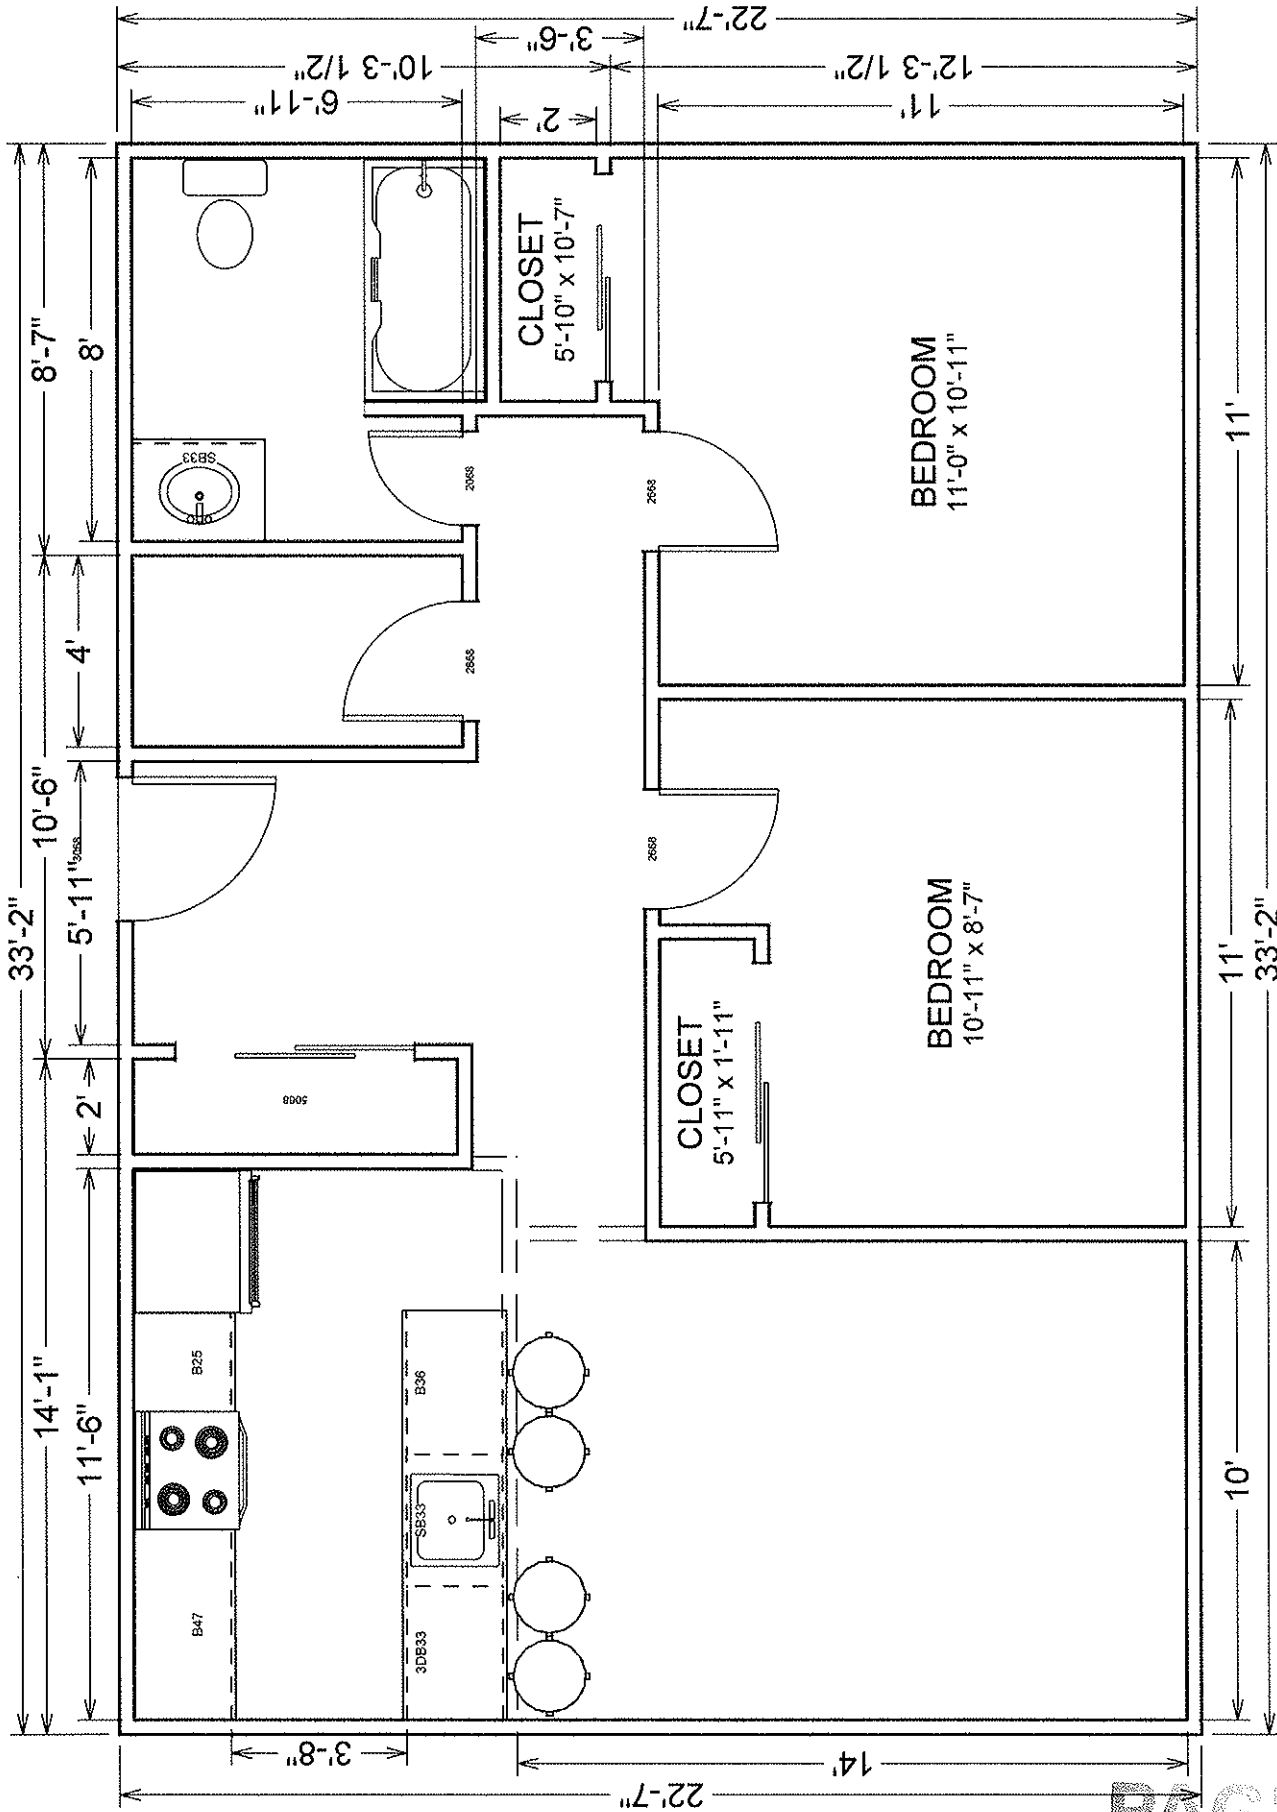 33'-2"
14'-1"
10'-6"
8'-7"
11'-6"
2'
5'-11"
3068
4'
8'
22'-7"
3'-8"
14'
B47
B25
5068
SB33
3DB33
SB33
B36
2668
2068
CLOSET
5'-10" x 10'-7"
2668
2668
CLOSET
5'-11" x 1'-11"
BEDROOM
10'-11" x 8'-7"
BEDROOM
11'-0" x 10'-11"
6'-11"
10'-3 1/2"
2'
3'-6"
22'-7"
11'
12'-3 1/2"
10'
11'
11'
33'-2"